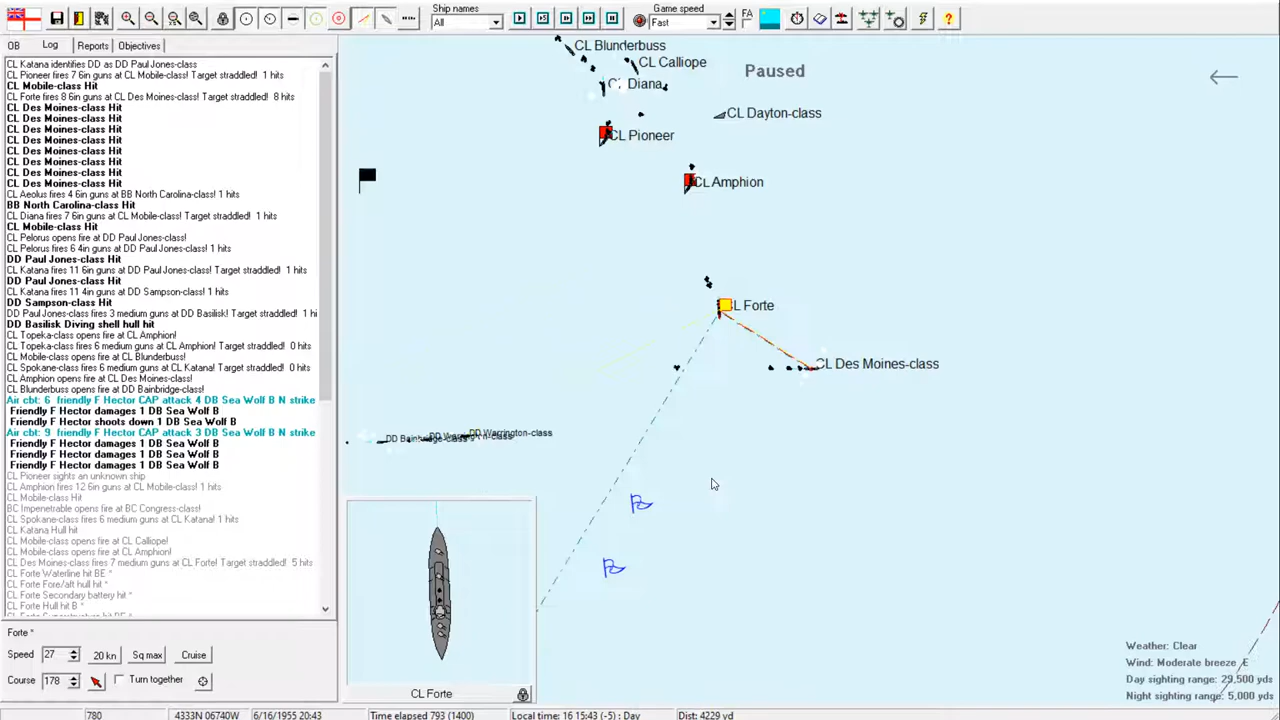 Ship names
All
Game speed
Fast
FA
OB
Log
Reports
Objectives
CL Katana identifies DD as DD Paul Jones-class
CL Pioneer fires 7 6in guns at CL Mobile-class! Target straddled! 1 hits
CL Mobile-class Hit
CL Forte fires 8 6in guns at CL Des Moines-class! Target straddled! 8 hits
CL Des Moines-class Hit
CL Des Moines-class Hit
CL Des Moines-class Hit
CL Des Moines-class Hit
CL Des Moines-class Hit
CL Des Moines-class Hit
CL Des Moines-class Hit
CL Des Moines-class Hit
CL Aeolus fires 4 6in guns at BB North Carolina-class! 1 hits
BB North Carolina-class Hit
CL Diana fires 7 6in guns at CL Mobile-class! Target straddled! 1 hits
CL Mobile-class Hit
CL Pelorus opens fire at DD Paul Jones-class!
CL Pelorus fires 6 4in guns at DD Paul Jones-class! 1 hits
DD Paul Jones-class Hit
CL Katana fires 11 6in guns at DD Paul Jones-class! Target straddled! 1 hits
DD Paul Jones-class Hit
CL Katana fires 11 4in guns at DD Sampson-class! 1 hits
DD Sampson-class Hit
DD Paul Jones-class fires 3 medium guns at DD Basilisk! Target straddled! 1 hi
DD Basilisk Diving shell hull hit
CL Topeka-class opens fire at CL Amphion!
CL Topeka-class fires 6 medium guns at CL Amphion! Target straddled! 0 hits
CL Mobile-class opens fire at CL Blunderbuss!
CL Spokane-class fires 6 medium guns at CL Katana! Target straddled! 0 hits
CL Amphion opens fire at CL Des Moines-class!
CL Blunderbuss opens fire at DD Bainbridge-class!
Air cbt: 6 friendly F Hector CAP attack 4 DB Sea Wolf B N strike
Friendly F Hector damages 1 DB Sea Wolf B
Friendly F Hector shoots down 1 DB Sea Wolf B
Air cbt: 9 friendly F Hector CAP attack 3 DB Sea Wolf B N strike
Friendly F Hector damages 1 DB Sea Wolf B
Friendly F Hector damages 1 DB Sea Wolf B
Friendly F Hector damages 1 DB Sea Wolf B
CL Pioneer sights an unknown ship
CL Amphion fires 12 6in guns at CL Mobile-class! 1 hits
CL Mobile-class Hit
BC Impenetrable opens fire at BC Congress-class!
CL Spokane-class fires 6 medium guns at CL Katana! 1 hits
CL Katana Hull hit
CL Mobile-class opens fire at CL Calliope!
CL Mobile-class opens fire at CL Amphion!
CL Des Moines-class fires 7 medium guns at CL Forte! Target straddled! 5 hits
CL Forte Waterline hit BE *
CL Forte Fore/aft hull hit *
CL Forte Secondary battery hit *
CL Forte Hull hit B *
CL Forte Superstructure hit BE *
Forte *
Speed
27
20 kn
Sq max
Cruise
Course
178
Turn together
CL Blunderbuss
CL Calliope
CL Diana
Paused
CL Dayton-class
CL Pioneer
CL Amphion
CL Forte
CL Des Moines-class
DD Warrington-class
CL Forte
Weather: Clear
Wind: Moderate breeze E
Day sighting range: 29,500 yds
Night sighting range: 5,000 yds
780
4333N 06740W
6/16/1955 20:43
Time elapsed 793 (1400)
Local time: 16 15:43 (-5) : Day
Dist: 4229 yd